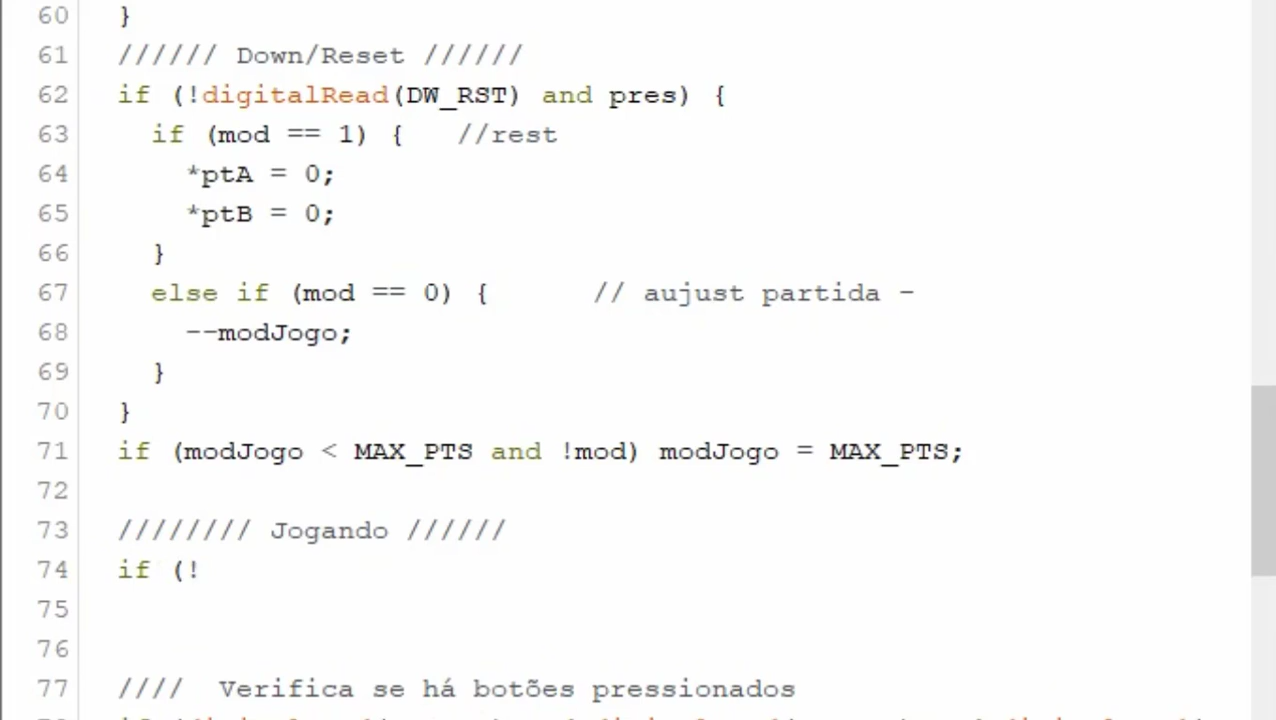 60 }
61 ////// Down/Reset //////
62 if (!digitalRead(DW_RST) and pres) {
63 if (mod == 1) { //rest
64 *ptA = 0;
65 *ptB = 0;
66 }
67 else if (mod == 0) { // aujust partida -
68 --modJogo;
69 }
70 }
71 if (modJogo < MAX_PTS and !mod) modJogo = MAX_PTS;
72
73 //////// Jogando //////
74 if (!
75
76
77 //// Verifica se há botões pressionados